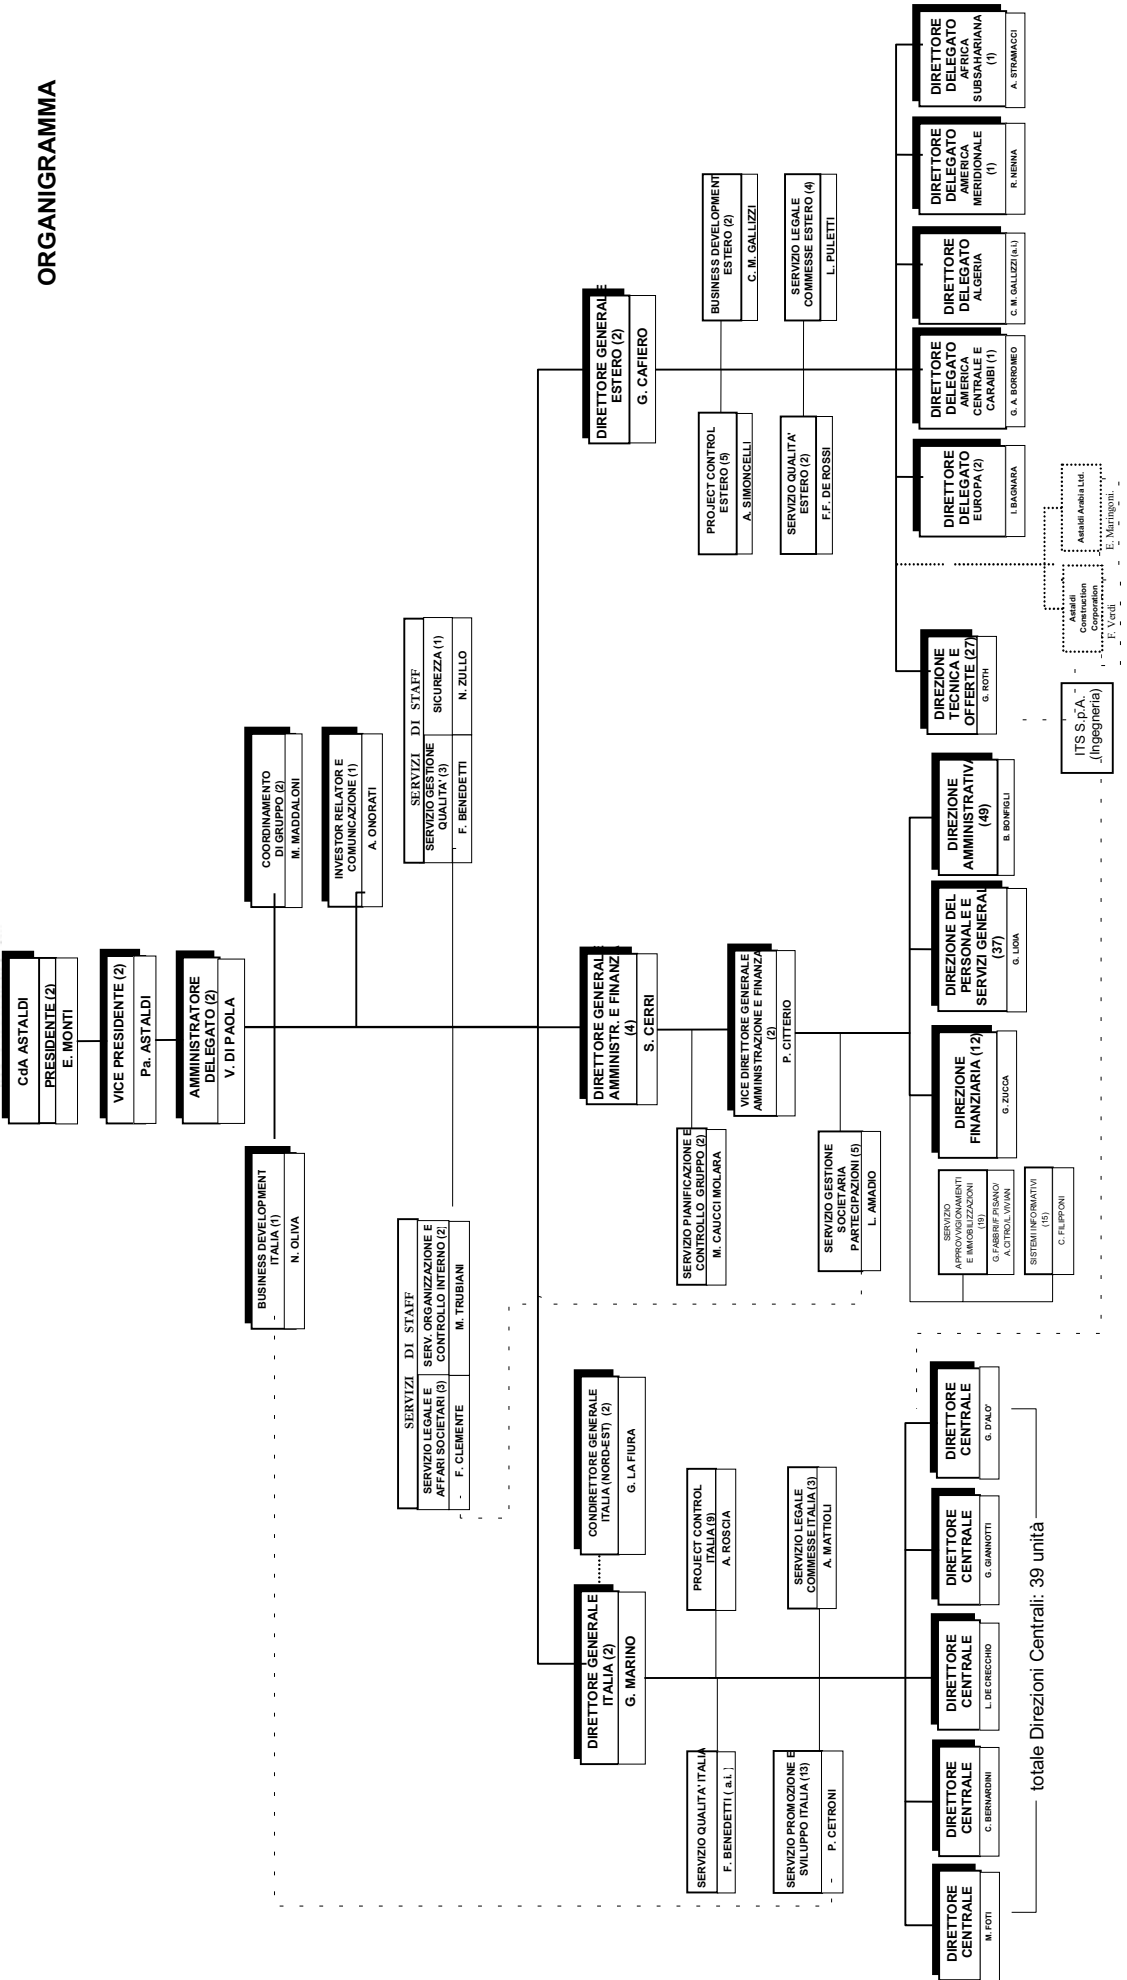 ORGANIGRAMMA
CdA ASTALDI
PRESIDENTE (2)
E. MONTI
VICE PRESIDENTE (2)
Pa. ASTALDI
AMMINISTRATORE
DELEGATO (2)
V. DI PAOLA
BUSINESS DEVELOPMENT
ITALIA (1)
N. OLIVA
COORDINAMENTO
DI GRUPPO (2)
M. MADDALONI
INVESTOR RELATOR E
COMUNICAZIONE (1)
A. ONORATI
SERVIZI DI STAFF
SERVIZIO LEGALE E
AFFARI SOCIETARI (3)
F. CLEMENTE
SERV. ORGANIZZAZIONE E
CONTROLLO INTERNO (2)
M. TRUBIANI
SERVIZI DI STAFF
SERVIZIO GESTIONE
QUALITA' (3)
F. BENEDETTI
SICUREZZA (1)
N. ZULLO
DIRETTORE GENERALE
ITALIA (2)
G. MARINO
CONDIRETTORE GENERALE
ITALIA (NORD-EST) (2)
G. LA FIURA
DIRETTORE GENERALE
AMMINISTR. E FINANZA
(4)
S. CERRI
DIRETTORE GENERALE
ESTERO (2)
G. CAFIERO
SERVIZIO QUALITA' ITALIA
F. BENEDETTI ( a.i. )
PROJECT CONTROL
ITALIA (9)
A. ROSCIA
SERVIZIO PROMOZIONE E
SVILUPPO ITALIA (13)
P. CETRONI
SERVIZIO LEGALE
COMMESSE ITALIA (3)
A. MATTIOLI
SERVIZIO PIANIFICAZIONE E
CONTROLLO GRUPPO (2)
M. CAUCCI MOLARA
VICE DIRETTORE GENERALE
AMMINISTRAZIONE E FINANZA
(2)
P. CITTERIO
SERVIZIO GESTIONE
SOCIETARIA
PARTECIPAZIONI (5)
L. AMADIO
PROJECT CONTROL
ESTERO (5)
A. SIMONCELLI
BUSINESS DEVELOPMENT
ESTERO (2)
C. M. GALLIZZI
SERVIZIO QUALITA'
ESTERO (2)
F.F. DE ROSSI
SERVIZIO LEGALE
COMMESSE ESTERO (4)
L. PULETTI
DIRETTORE
CENTRALE
M. FOTI
DIRETTORE
CENTRALE
C. BERNARDINI
DIRETTORE
CENTRALE
L. DE CRECCHIO
DIRETTORE
CENTRALE
G. GIANNOTTI
DIRETTORE
CENTRALE
G. D'ALO'
totale Direzioni Centrali: 39 unità
SERVIZIO
APPROVVIGIONAMENTI
E IMMOBILIZZAZIONI
(19)
G. FABBRI/F.PISANO/
A.CITRO/L.VIVIAN
SISTEMI INFORMATIVI
(15)
C. FILIPPONI
DIREZIONE
FINANZIARIA (12)
G. ZUCCA
DIREZIONE DEL
PERSONALE E
SERVIZI GENERALI
(37)
G. LIOIA
DIREZIONE
AMMINISTRATIVA
(49)
B. BONFIGLI
DIREZIONE
TECNICA E
OFFERTE (27)
G. ROTH
ITS S.p.A.
(Ingegneria)
Astaldi
Construction
Corporation
F. Verdi
Astaldi Arabia Ltd.
E. Maringoni.
DIRETTORE
DELEGATO
EUROPA (2)
I. BAGNARA
DIRETTORE
DELEGATO
AMERICA
CENTRALE E
CARAIBI (1)
G. A. BORROMEO
DIRETTORE
DELEGATO
ALGERIA
C. M. GALLIZZI (a.i.)
DIRETTORE
DELEGATO
AMERICA
MERIDIONALE
(1)
R. NENNA
DIRETTORE
DELEGATO
AFRICA
SUBSAHARIANA
(1)
A. STRAMACCI